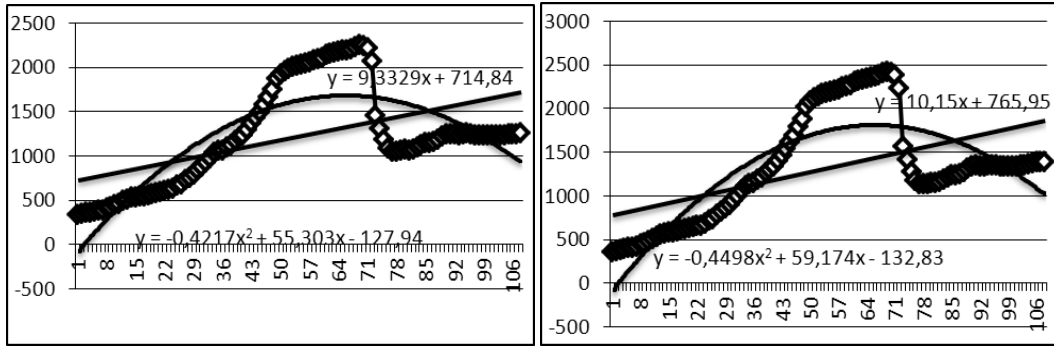 2500
2000
1500
1000
500
0
-500
y = 9,3329x + 714,84
y = -0,4217x² + 55,303x - 127,94
1 8 15 22 29 36 43 50 57 64 71 78 85 92 99 106
3000
2500
2000
1500
1000
500
0
-500
y = 10,15x + 765,95
y = -0,4498x² + 59,174x - 132,83
1 8 15 22 29 36 43 50 57 64 71 78 85 92 99 106